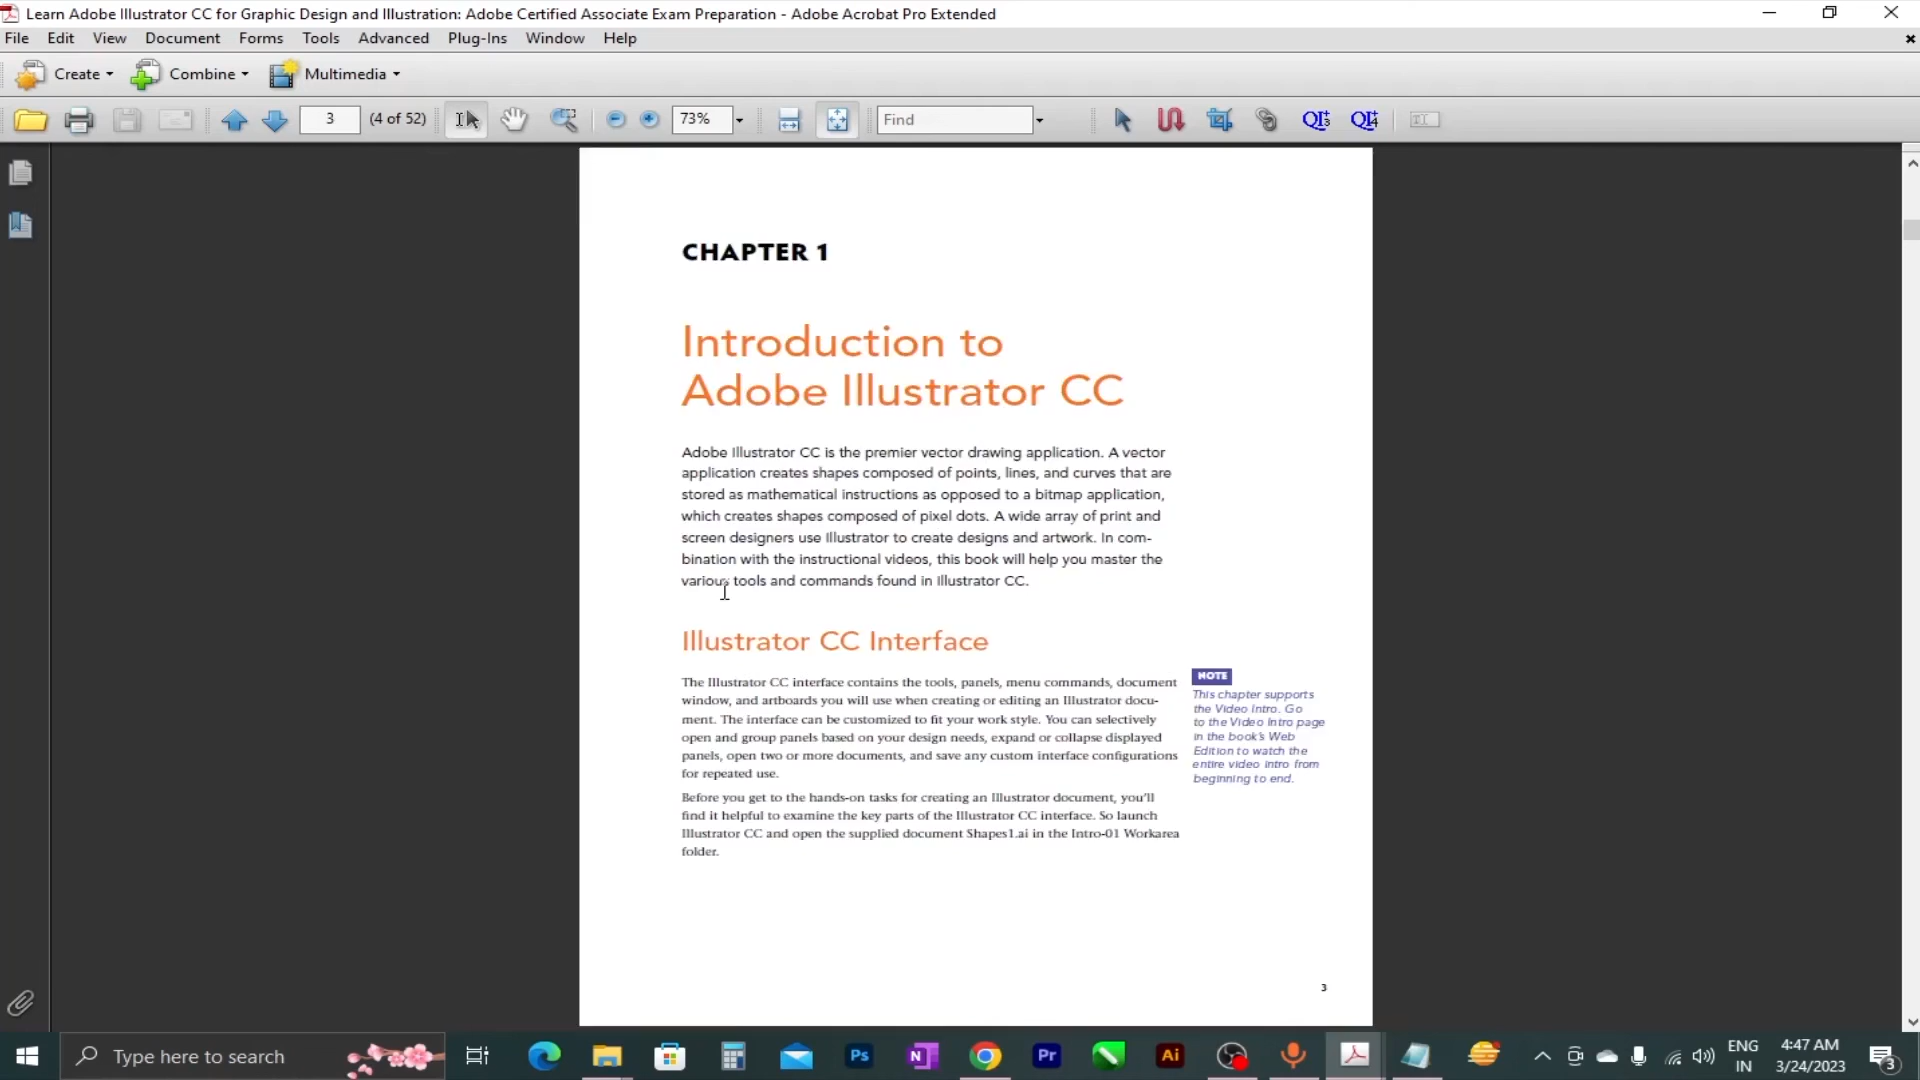 Learn Adobe Illustrator CC for Graphic Design and Illustration: Adobe Certified Associate Exam Preparation - Adobe Acrobat Pro Extended
File Edit View Document Forms Tools Advanced Plug-Ins Window Help
Create Combine Multimedia
3 (4 of 52) 73% Find
CHAPTER 1
Introduction to
Adobe Illustrator CC
Adobe Illustrator CC is the premier vector drawing application. A vector
application creates shapes composed of points, lines, and curves that are
stored as mathematical instructions as opposed to a bitmap application,
which creates shapes composed of pixel dots. A wide array of print and
screen designers use Illustrator to create designs and artwork. In com-
bination with the instructional videos, this book will help you master the
various tools and commands found in Illustrator CC.
Illustrator CC Interface
The Illustrator CC interface contains the tools, panels, menu commands, document
window, and artboards you will use when creating or editing an Illustrator docu-
ment. The interface can be customized to fit your work style. You can selectively
open and group panels based on your design needs, expand or collapse displayed
panels, open two or more documents, and save any custom interface configurations
for repeated use.
Before you get to the hands-on tasks for creating an Illustrator document, you'll
find it helpful to examine the key parts of the Illustrator CC interface. So launch
Illustrator CC and open the supplied document Shapes1.ai in the Intro-01 Workarea
folder.
NOTE
This chapter supports
the Video Intro. Go
to the Video Intro page
in the book's Web
Edition to watch the
entire video intro from
beginning to end.
3
Type here to search
Ps N Pr Ai
ENG
IN
4:47 AM
3/24/2023
3